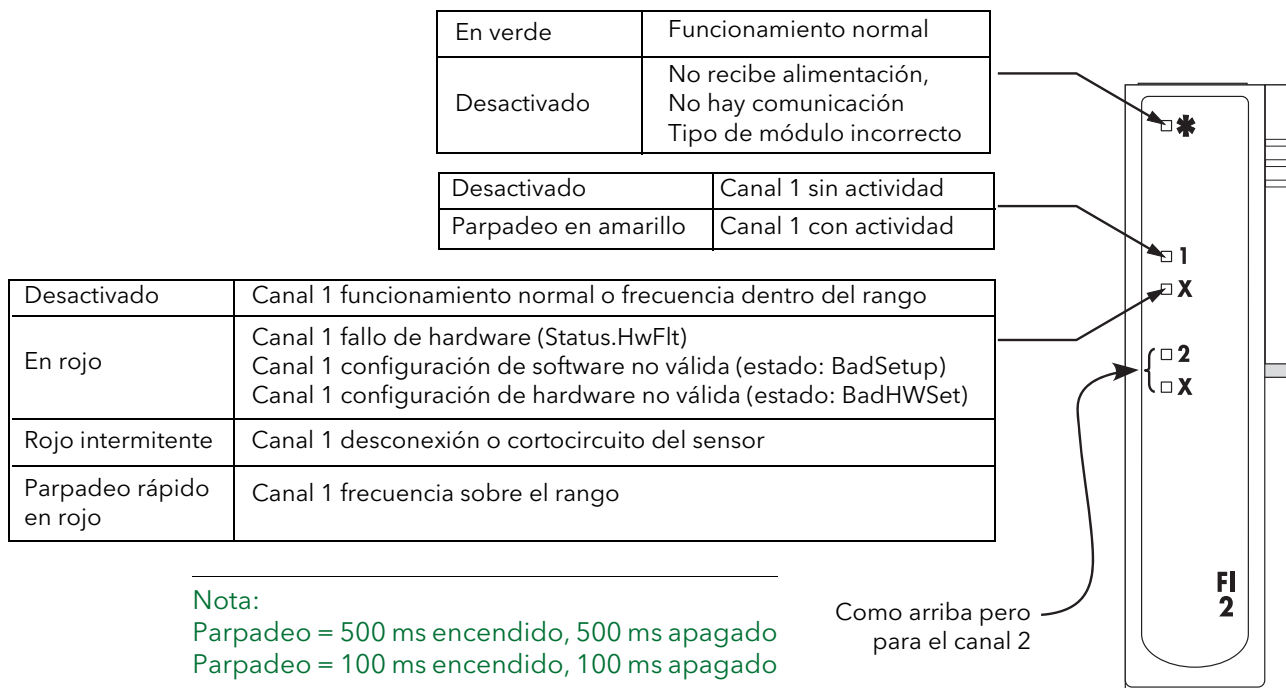 En verde
Funcionamiento normal
Desactivado
No recibe alimentación,
No hay comunicación
Tipo de módulo incorrecto
Desactivado
Canal 1 sin actividad
Parpadeo en amarillo
Canal 1 con actividad
Desactivado
Canal 1 funcionamiento normal o frecuencia dentro del rango
En rojo
Canal 1 fallo de hardware (Status.HwFlt)
Canal 1 configuración de software no válida (estado: BadSetup)
Canal 1 configuración de hardware no válida (estado: BadHWSet)
Rojo intermitente
Canal 1 desconexión o cortocircuito del sensor
Parpadeo rápido
en rojo
Canal 1 frecuencia sobre el rango
Nota:
Parpadeo = 500 ms encendido, 500 ms apagado
Parpadeo = 100 ms encendido, 100 ms apagado
Como arriba pero
para el canal 2
✱
1
X
2
X
FI
2